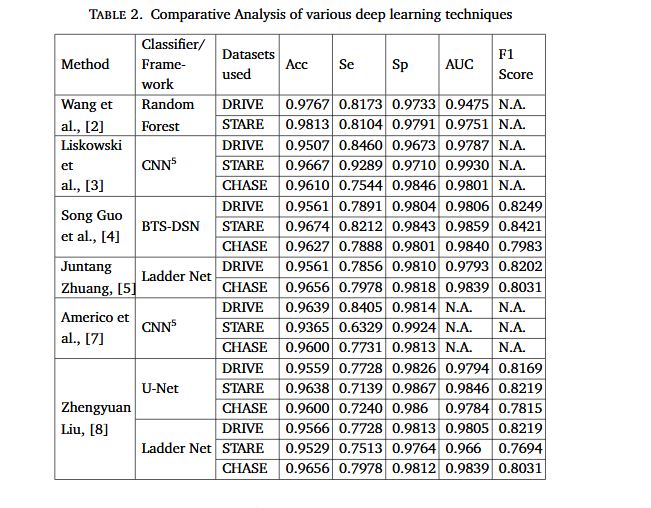 TABLE 2. Comparative Analysis of various deep learning techniques
Method Classifier/ Frame- work Datasets used Acc Se Sp AUC F1 Score
Wang et al., [2] Random Forest DRIVE 0.9767 0.8173 0.9733 0.9475 N.A.
STARE 0.9813 0.8104 0.9791 0.9751 N.A.
Liskowski et al., [3] CNN⁵ DRIVE 0.9507 0.8460 0.9673 0.9787 N.A.
STARE 0.9667 0.9289 0.9710 0.9930 N.A.
CHASE 0.9610 0.7544 0.9846 0.9801 N.A.
Song Guo et al., [4] BTS-DSN DRIVE 0.9561 0.7891 0.9804 0.9806 0.8249
STARE 0.9674 0.8212 0.9843 0.9859 0.8421
CHASE 0.9627 0.7888 0.9801 0.9840 0.7983
Juntang Zhuang, [5] Ladder Net DRIVE 0.9561 0.7856 0.9810 0.9793 0.8202
CHASE 0.9656 0.7978 0.9818 0.9839 0.8031
Americo et al., [7] CNN⁵ DRIVE 0.9639 0.8405 0.9814 N.A. N.A.
STARE 0.9365 0.6329 0.9924 N.A. N.A.
CHASE 0.9600 0.7731 0.9813 N.A. N.A.
Zhengyuan Liu, [8] U-Net DRIVE 0.9559 0.7728 0.9826 0.9794 0.8169
STARE 0.9638 0.7139 0.9867 0.9846 0.8219
CHASE 0.9600 0.7240 0.986 0.9784 0.7815
Ladder Net DRIVE 0.9566 0.7728 0.9813 0.9805 0.8219
STARE 0.9529 0.7513 0.9764 0.966 0.7694
CHASE 0.9656 0.7978 0.9812 0.9839 0.8031